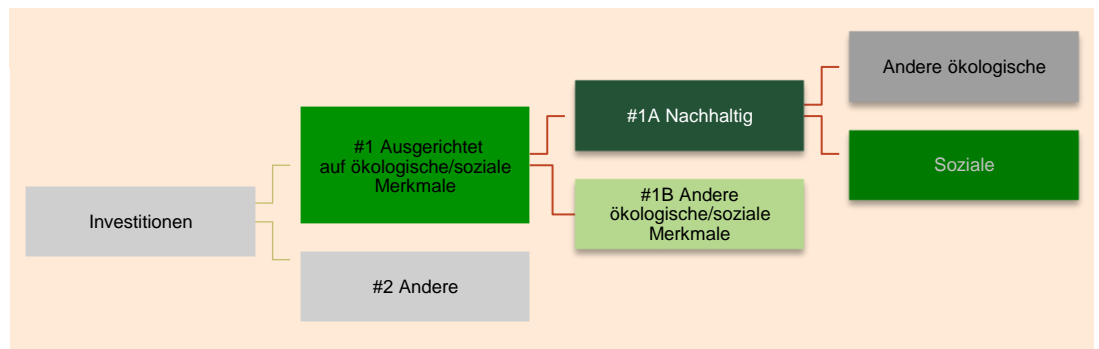 Investitionen
#1 Ausgerichtet
auf ökologische/soziale
Merkmale
#2 Andere
#1A Nachhaltig
#1B Andere
ökologische/soziale
Merkmale
Andere ökologische
Soziale